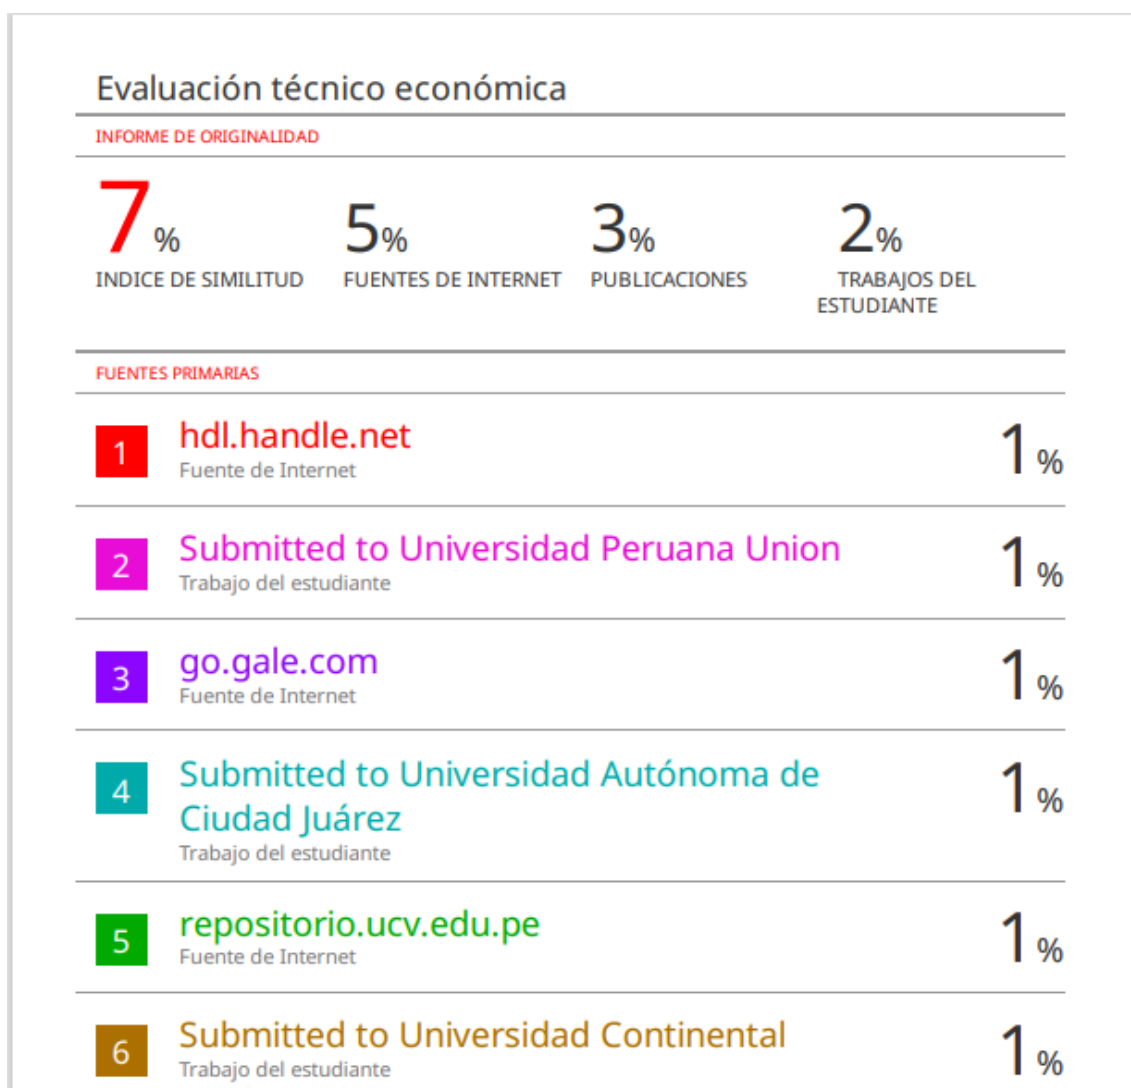 Evaluación técnico económica
INFORME DE ORIGINALIDAD
7%
5%
3%
2%
INDICE DE SIMILITUD
FUENTES DE INTERNET
PUBLICACIONES
TRABAJOS DEL
ESTUDIANTE
FUENTES PRIMARIAS
1
hdl.handle.net
Fuente de Internet
1%
2
Submitted to Universidad Peruana Union
Trabajo del estudiante
1%
3
go.gale.com
Fuente de Internet
1%
4
Submitted to Universidad Autónoma de
Ciudad Juárez
Trabajo del estudiante
1%
5
repositorio.ucv.edu.pe
Fuente de Internet
1%
6
Submitted to Universidad Continental
Trabajo del estudiante
1%